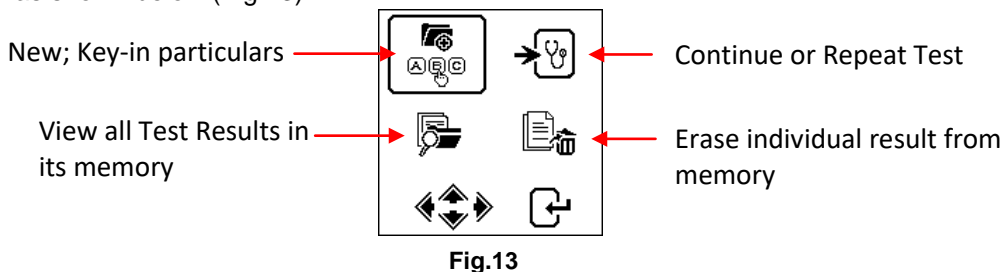 New; Key-in particulars
A B C
Continue or Repeat Test
View all Test Results in
its memory
Erase individual result from
memory
Fig.13